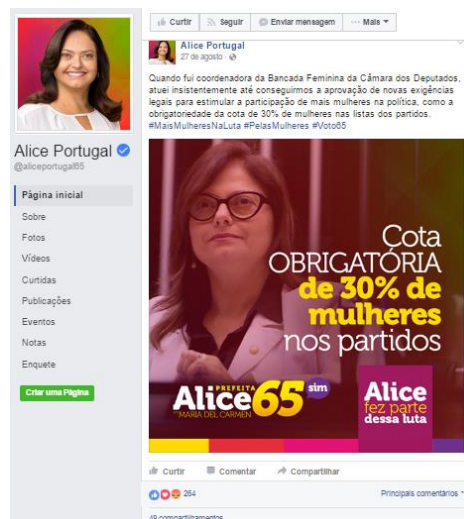 Curtir
Seguir
Enviar mensagem
Mais
Alice Portugal
27 de agosto ·
Quando fui coordenadora da Bancada Feminina da Câmara dos Deputados,
atuei insistentemente até conseguirmos a aprovação de novas exigências
legais para estimular a participação de mais mulheres na política, como a
obrigatoriedade da cota de 30% de mulheres nas listas dos partidos.
#MaisMulheresNaLuta #PelasMulheres #Voto65
Alice Portugal
@aliceportugal65
Página inicial
Sobre
Fotos
Vídeos
Curtidas
Publicações
Eventos
Notas
Enquete
Criar uma Página
Cota
OBRIGATÓRIA
de 30% de
mulheres
nos partidos
PREFEITA
Alice 65 sim
MARIA DEL CARMEN
Alice
fez parte
dessa luta
Curtir
Comentar
Compartilhar
264
Principais comentários
49 compartilhamentos